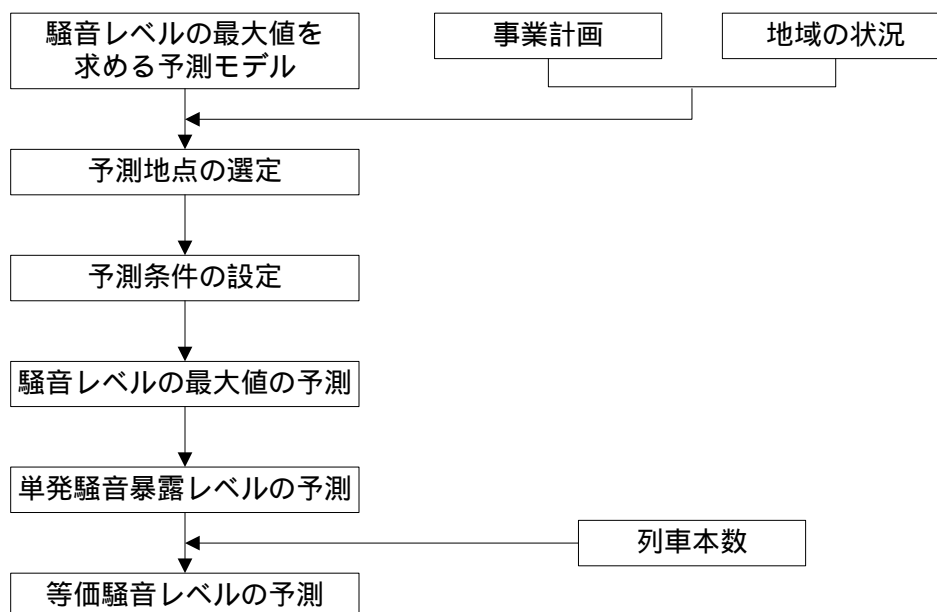 騒音レベルの最大値を
求める予測モデル
事業計画
地域の状況
予測地点の選定
予測条件の設定
騒音レベルの最大値の予測
単発騒音暴露レベルの予測
列車本数
等価騒音レベルの予測